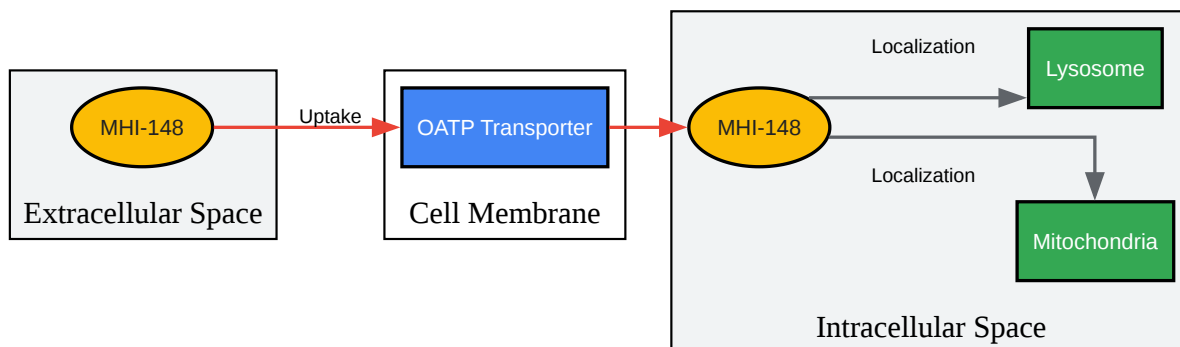 MHI-148
Extracellular Space
Uptake
OATP Transporter
Cell Membrane
MHI-148
Localization
Lysosome
Localization
Mitochondria
Intracellular Space